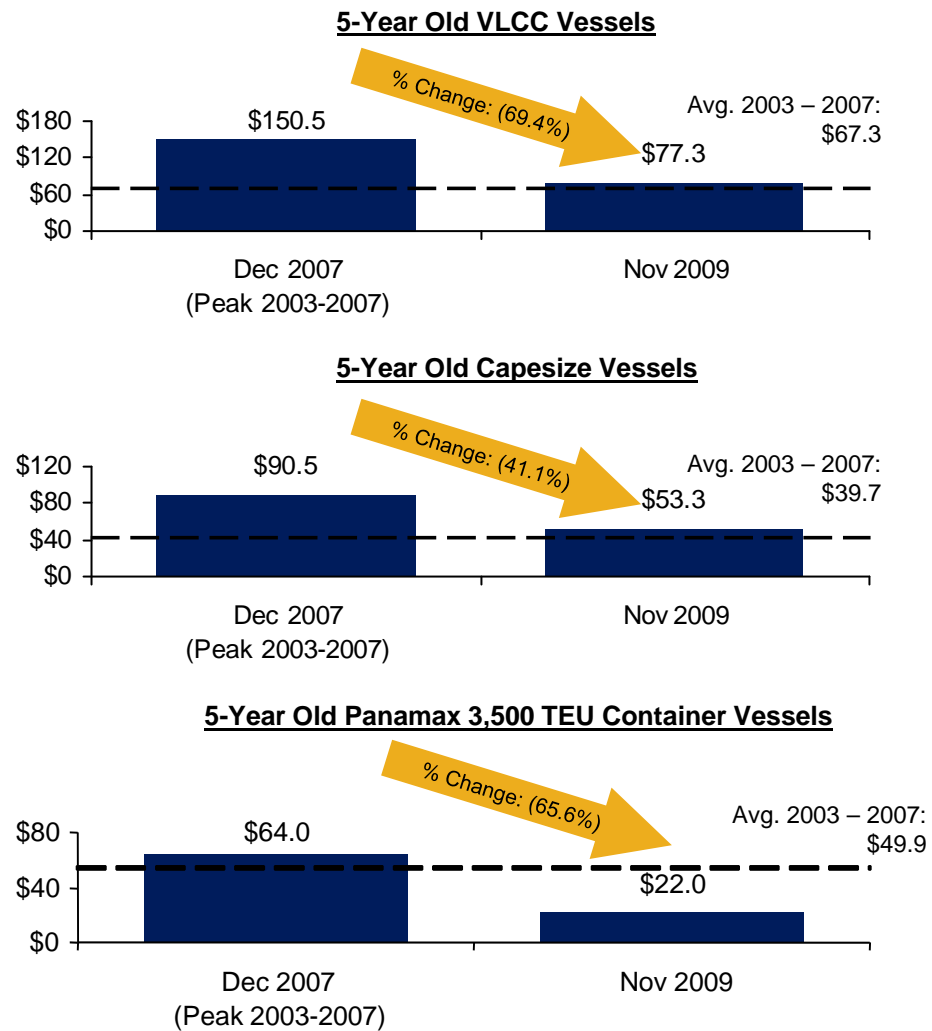 5-Year Old VLCC Vessels
% Change: (69.4%)
Avg. 2003 – 2007:
$67.3
$180
$120
$60
$0
$150.5
$77.3
Dec 2007
(Peak 2003-2007)
Nov 2009
5-Year Old Capesize Vessels
% Change: (41.1%)
Avg. 2003 – 2007:
$39.7
$120
$80
$40
$0
$90.5
$53.3
Dec 2007
(Peak 2003-2007)
Nov 2009
5-Year Old Panamax 3,500 TEU Container Vessels
% Change: (65.6%)
Avg. 2003 – 2007:
$49.9
$80
$40
$0
$64.0
$22.0
Dec 2007
(Peak 2003-2007)
Nov 2009